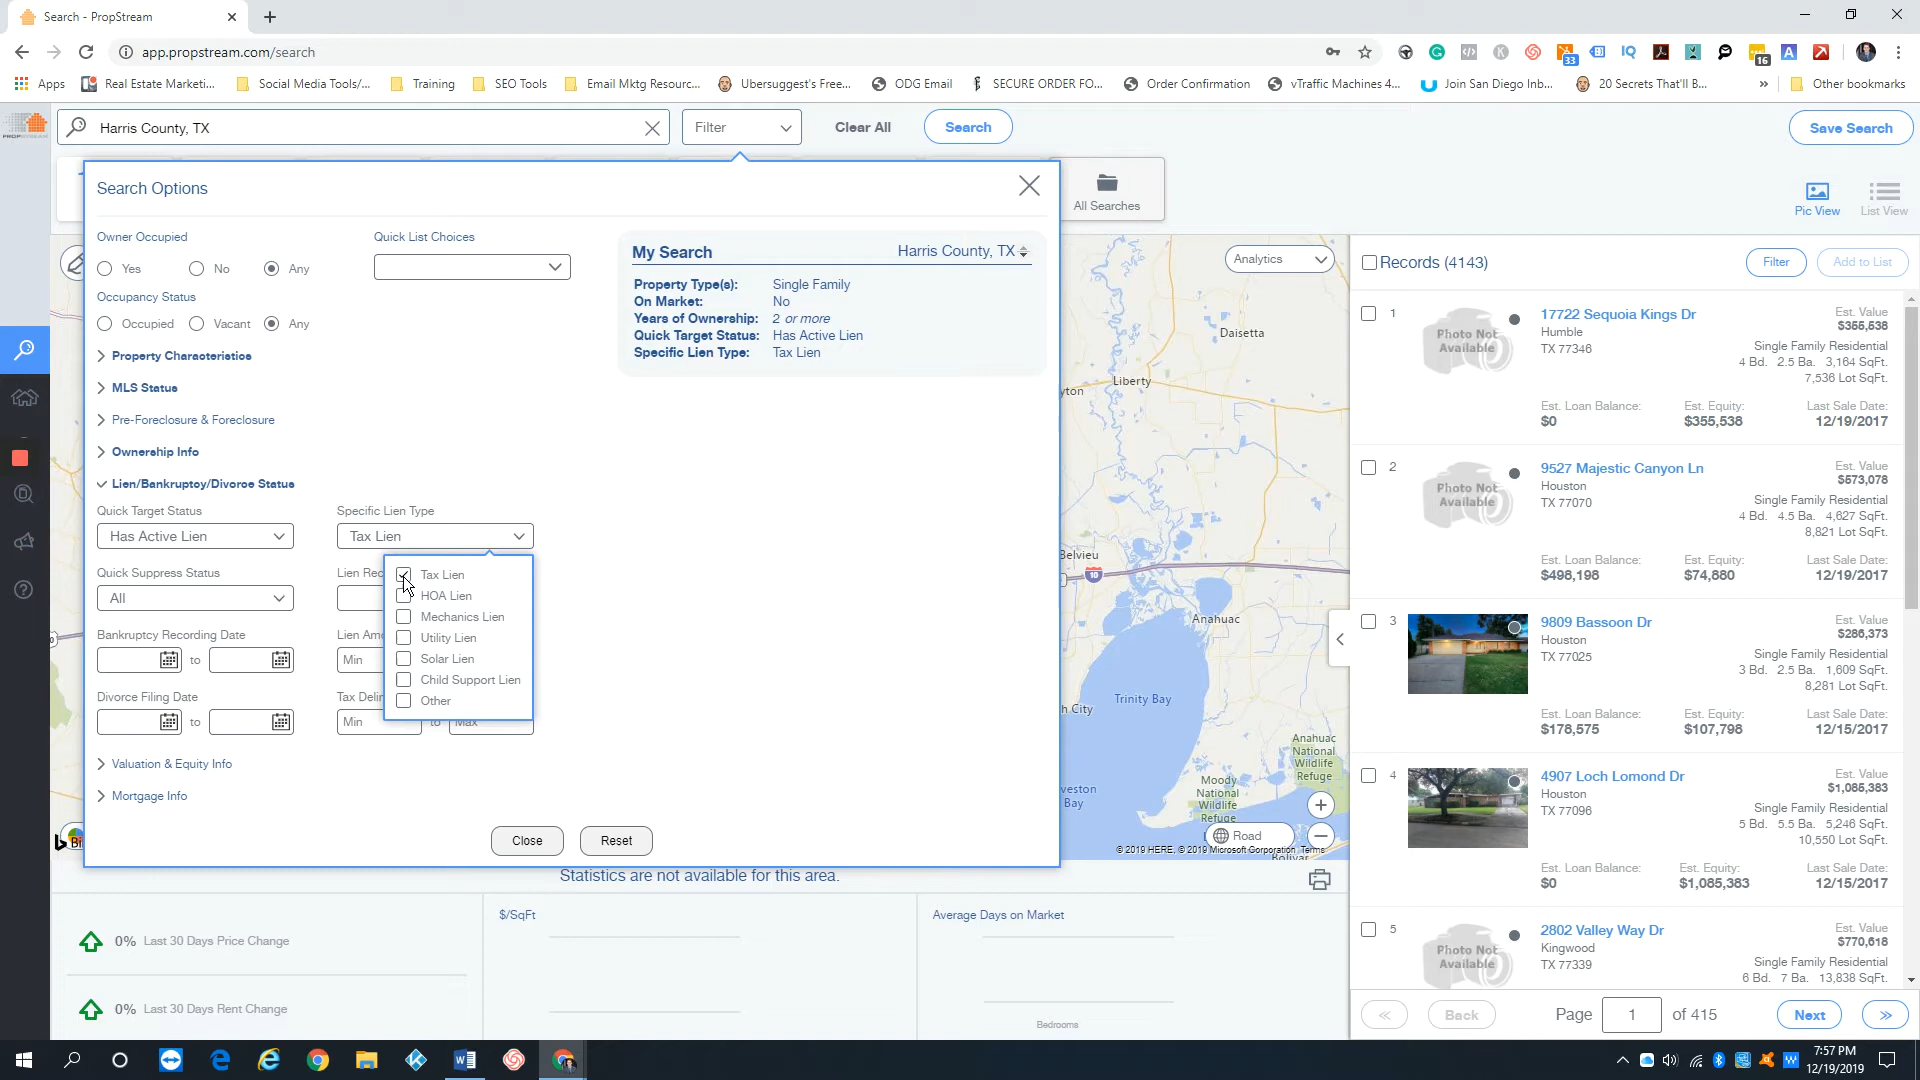 Search - PropStream
app.propstream.com/search
33
IQ
A
16
Apps
Real Estate Marketi...
Social Media Tools/...
Training
SEO Tools
Email Mktg Resourc...
Ubersuggest's Free...
ODG Email
SECURE ORDER FO...
Order Confirmation
vTraffic Machines 4...
Join San Diego Inb...
20 Secrets That'll B...
Other bookmarks
Harris County, TX
Filter
Clear All
Search
Save Search
Search Options
All Searches
Pic View
List View
Owner Occupied
Yes
No
Any
Quick List Choices
Occupancy Status
Occupied
Vacant
Any
My Search
Harris County, TX
Property Type(s): Single Family
On Market: No
Years of Ownership: 2 or more
Quick Target Status: Has Active Lien
Specific Lien Type: Tax Lien
Property Characteristics
MLS Status
Pre-Foreclosure & Foreclosure
Ownership Info
Lien/Bankruptcy/Divorce Status
Quick Target Status
Has Active Lien
Specific Lien Type
Tax Lien
Quick Suppress Status
All
Lien Rec
Tax Lien
HOA Lien
Mechanics Lien
Utility Lien
Solar Lien
Child Support Lien
Other
Bankruptcy Recording Date
to
Lien Amo
Min
Divorce Filing Date
to
Tax Delin
Min
to
Max
Valuation & Equity Info
Mortgage Info
Close
Reset
Analytics
Daisetta
Liberty
yton
Belvieu
10
Anahuac
Trinity Bay
h City
Anahuac
National
Wildlife
Refuge
Moody
National
Wildlife
Refuge
veston
Bay
Bolivar
Road
Bi
© 2019 HERE, © 2019 Microsoft Corporation Terms
Statistics are not available for this area.
0% Last 30 Days Price Change
0% Last 30 Days Rent Change
$/SqFt
Average Days on Market
Bedrooms
Records (4143)
Filter
Add to List
1
Photo Not
Available
17722 Sequoia Kings Dr
Humble
TX 77346
Est. Value
$355,538
Single Family Residential
4 Bd. 2.5 Ba. 3,164 SqFt.
7,536 Lot SqFt.
Est. Loan Balance: Est. Equity: Last Sale Date:
$0 $355,538 12/19/2017
2
Photo Not
Available
9527 Majestic Canyon Ln
Houston
TX 77070
Est. Value
$573,078
Single Family Residential
4 Bd. 4.5 Ba. 4,627 SqFt.
8,821 Lot SqFt.
Est. Loan Balance: Est. Equity: Last Sale Date:
$498,198 $74,880 12/19/2017
3
9809 Bassoon Dr
Houston
TX 77025
Est. Value
$286,373
Single Family Residential
3 Bd. 2.5 Ba. 1,609 SqFt.
8,281 Lot SqFt.
Est. Loan Balance: Est. Equity: Last Sale Date:
$178,575 $107,798 12/15/2017
4
4907 Loch Lomond Dr
Houston
TX 77096
Est. Value
$1,085,383
Single Family Residential
5 Bd. 5.5 Ba. 5,246 SqFt.
10,550 Lot SqFt.
Est. Loan Balance: Est. Equity: Last Sale Date:
$0 $1,085,383 12/15/2017
5
Photo Not
Available
2802 Valley Way Dr
Kingwood
TX 77339
Est. Value
$770,618
Single Family Residential
6 Bd. 7 Ba. 13,838 SqFt.
Back
Page 1 of 415
Next
7:57 PM
12/19/2019